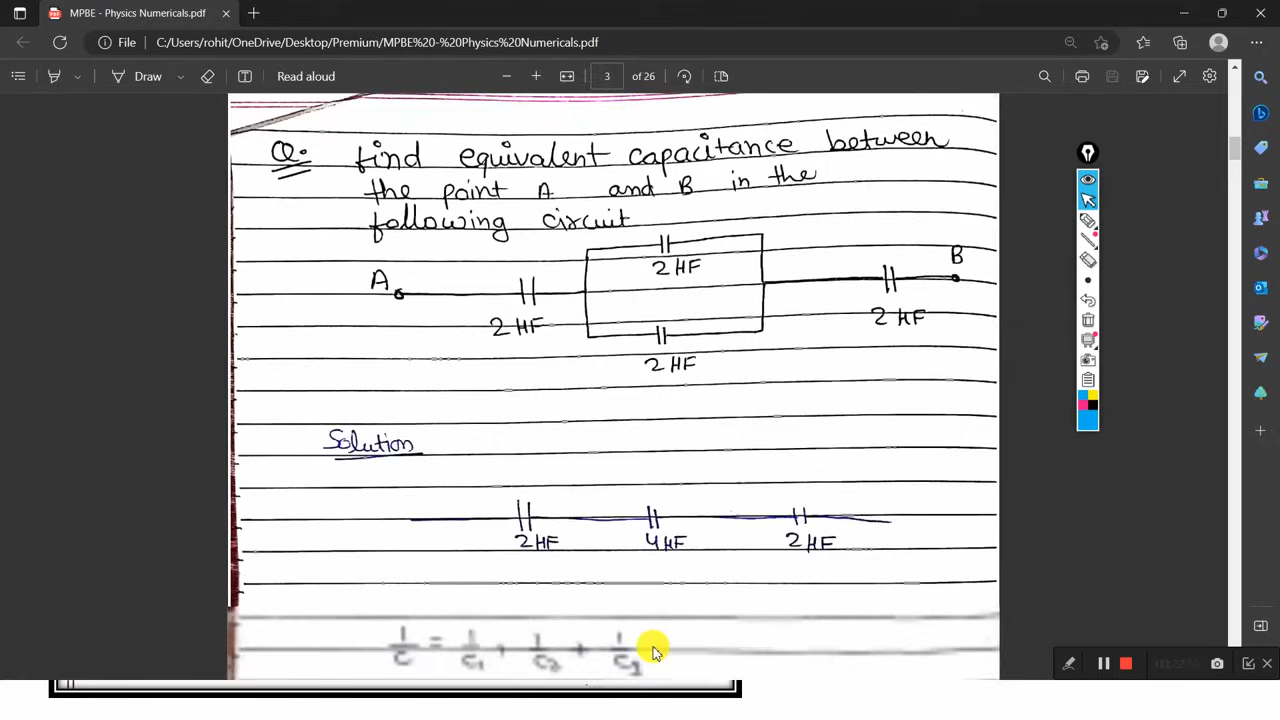 MPBE - Physics Numericals.pdf
File C:/Users/rohit/OneDrive/Desktop/Premium/MPBE%20-%20Physics%20Numericals.pdf
Draw Read aloud 3 of 26
Q. find equivalent capacitance between
the point A and B in the
following circuit
A 2 μF 2 μF 2 μF 2 μF B
Solution
2 μF 4 μF 2 μF
1/C = 1/C1 + 1/C2 + 1/C3